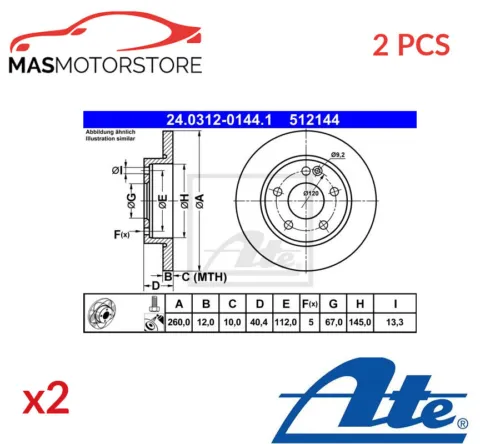 MASMOTORSTORE
2 PCS
24.0312-0144.1 512144
Abbildung ähnlich
Illustration similar
ØI
ØG
ØE
ØH
ØA
F(x)
B
C (MTH)
D
Ø9,2
Ø120
Ate
®
A B C D E F(x) G H I
260,0 12,0 10,0 40,4 112,0 5 67,0 145,0 13,3
x2
Ate
®